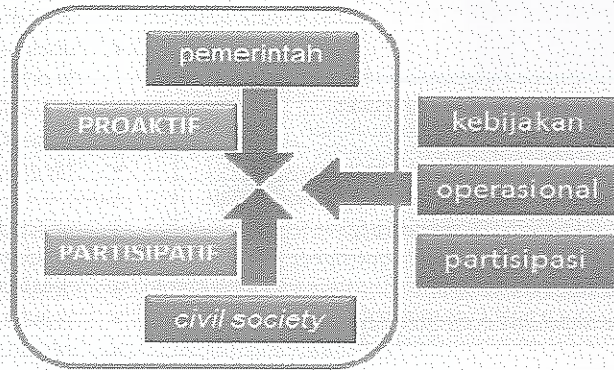 pemerintah
PROAKTIF
PARTISIPATIF
civil society
kebijakan
operasional
partisipasi